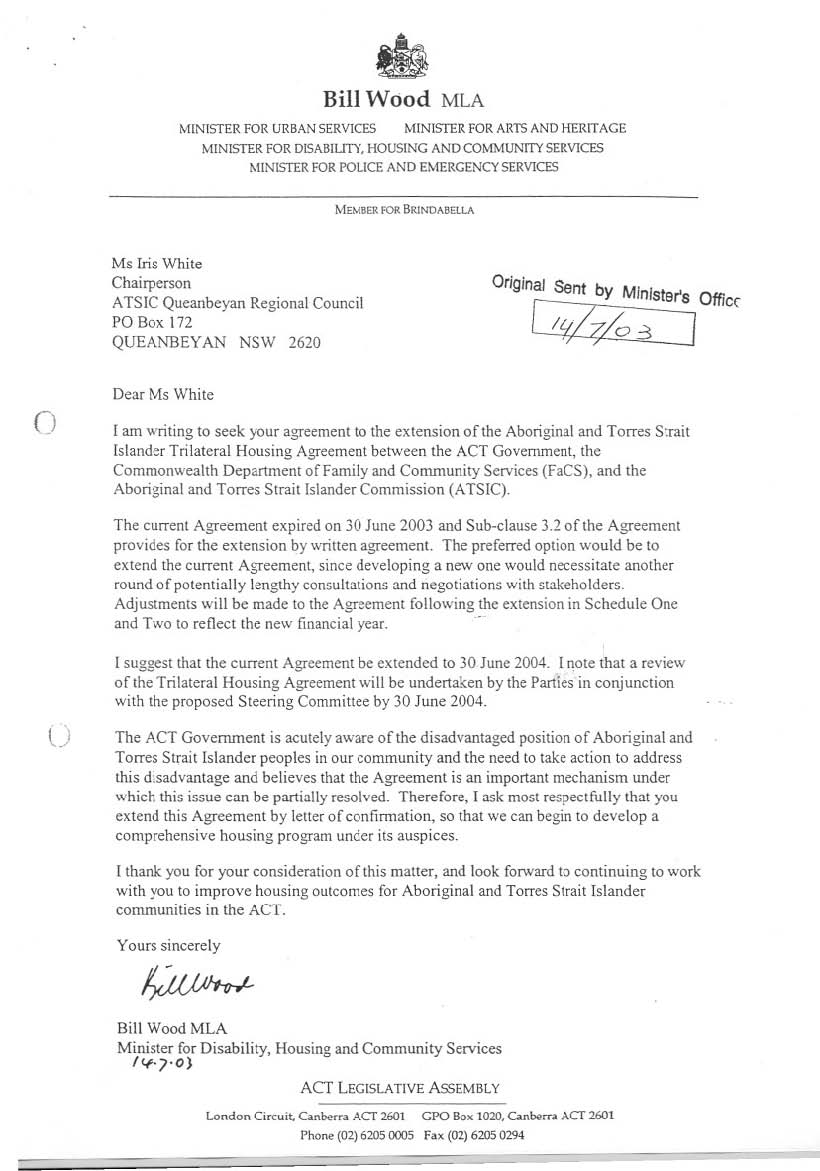 Bill Wood MLA
MINISTER FOR URBAN SERVICES MINISTER FOR ARTS AND HERITAGE
MINISTER FOR DISABILITY, HOUSING AND COMMUNITY SERVICES
MINISTER FOR POLICE AND EMERGENCY SERVICES
MEMBER FOR BRINDABELLA
Ms Iris White
Chairperson
ATSIC Queanbeyan Regional Council
PO Box 172
QUEANBEYAN NSW 2620
Original Sent by Minister's Office
14/7/03
Dear Ms White
I am writing to seek your agreement to the extension of the Aboriginal and Torres Strait
Islander Trilateral Housing Agreement between the ACT Government, the
Commonwealth Department of Family and Community Services (FaCS), and the
Aboriginal and Torres Strait Islander Commission (ATSIC).
The current Agreement expired on 30 June 2003 and Sub-clause 3.2 of the Agreement
provides for the extension by written agreement. The preferred option would be to
extend the current Agreement, since developing a new one would necessitate another
round of potentially lengthy consultations and negotiations with stakeholders.
Adjustments will be made to the Agreement following the extension in Schedule One
and Two to reflect the new financial year.
I suggest that the current Agreement be extended to 30 June 2004. I note that a review
of the Trilateral Housing Agreement will be undertaken by the Parties in conjunction
with the proposed Steering Committee by 30 June 2004.
The ACT Government is acutely aware of the disadvantaged position of Aboriginal and
Torres Strait Islander peoples in our community and the need to take action to address
this disadvantage and believes that the Agreement is an important mechanism under
which this issue can be partially resolved. Therefore, I ask most respectfully that you
extend this Agreement by letter of confirmation, so that we can begin to develop a
comprehensive housing program under its auspices.
I thank you for your consideration of this matter, and look forward to continuing to work
with you to improve housing outcomes for Aboriginal and Torres Strait Islander
communities in the ACT.
Yours sincerely
Bill Wood
Bill Wood MLA
Minister for Disability, Housing and Community Services
14.7.03
ACT LEGISLATIVE ASSEMBLY
London Circuit, Canberra ACT 2601 GPO Box 1020, Canberra ACT 2601
Phone (02) 6205 0005 Fax (02) 6205 0294